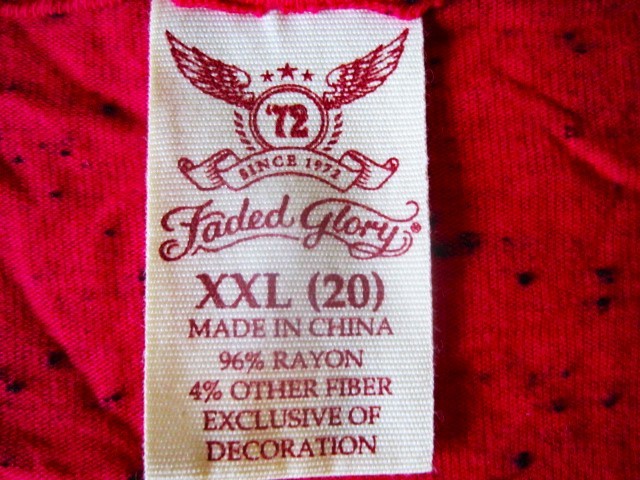 '72
SINCE 1972
Faded Glory®
XXL (20)
MADE IN CHINA
96% RAYON
4% OTHER FIBER
EXCLUSIVE OF
DECORATION